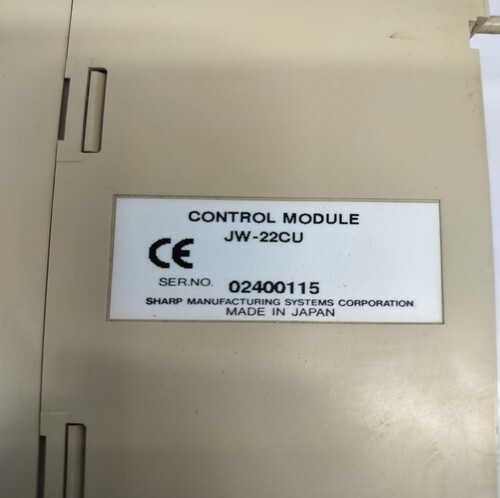 CONTROL MODULE
JW-22CU
CE
SER.NO. 02400115
SHARP MANUFACTURING SYSTEMS CORPORATION
MADE IN JAPAN